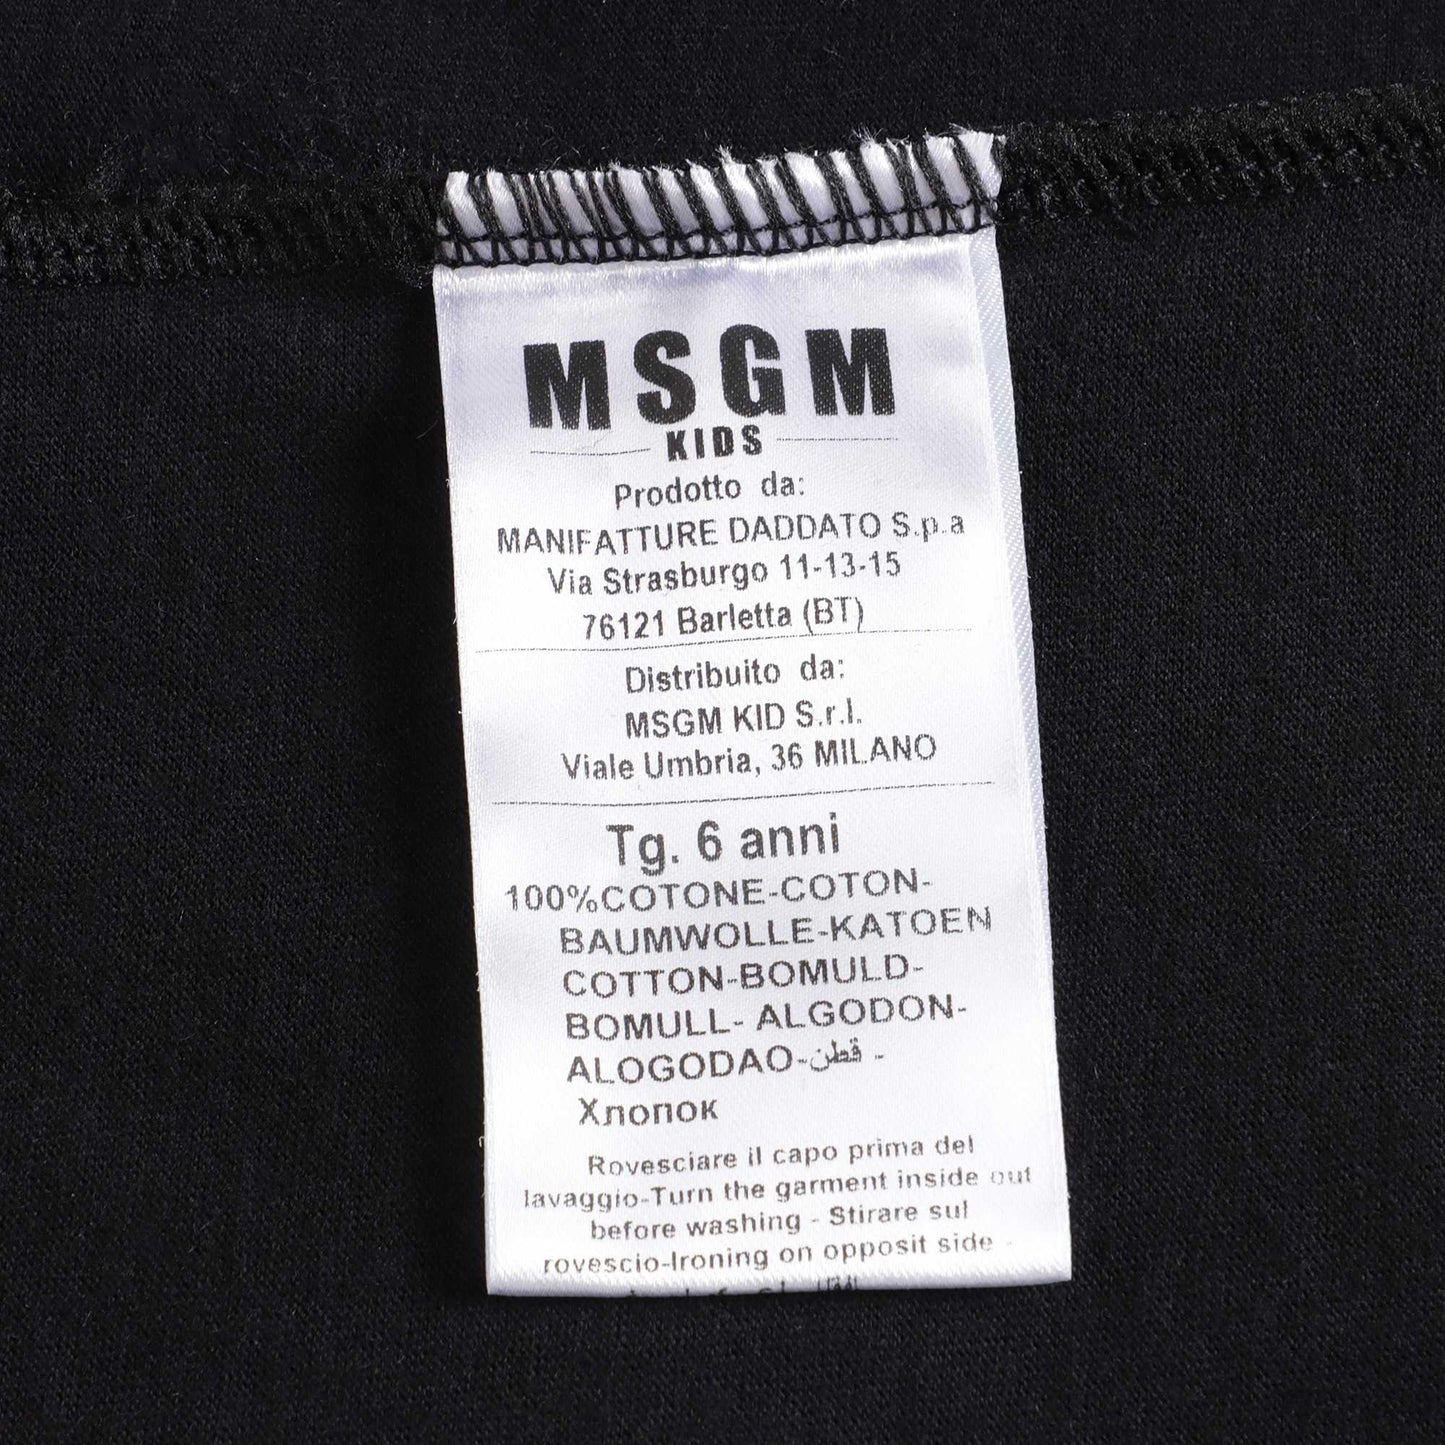 MSGM
KIDS
Prodotto da:
MANIFATTURE DADDATO S.p.a
Via Strasburgo 11-13-15
76121 Barletta (BT)
Distribuito da:
MSGM KID S.r.l.
Viale Umbria, 36 MILANO
Tg. 6 anni
100%COTONE-COTON-
BAUMWOLLE-KATOEN
COTTON-BOMULD-
BOMULL- ALGODON-
ALOGODAO-قطن -
Хлопок
Rovesciare il capo prima del
lavaggio-Turn the garment inside out
before washing - Stirare sul
rovescio-Ironing on opposit side -